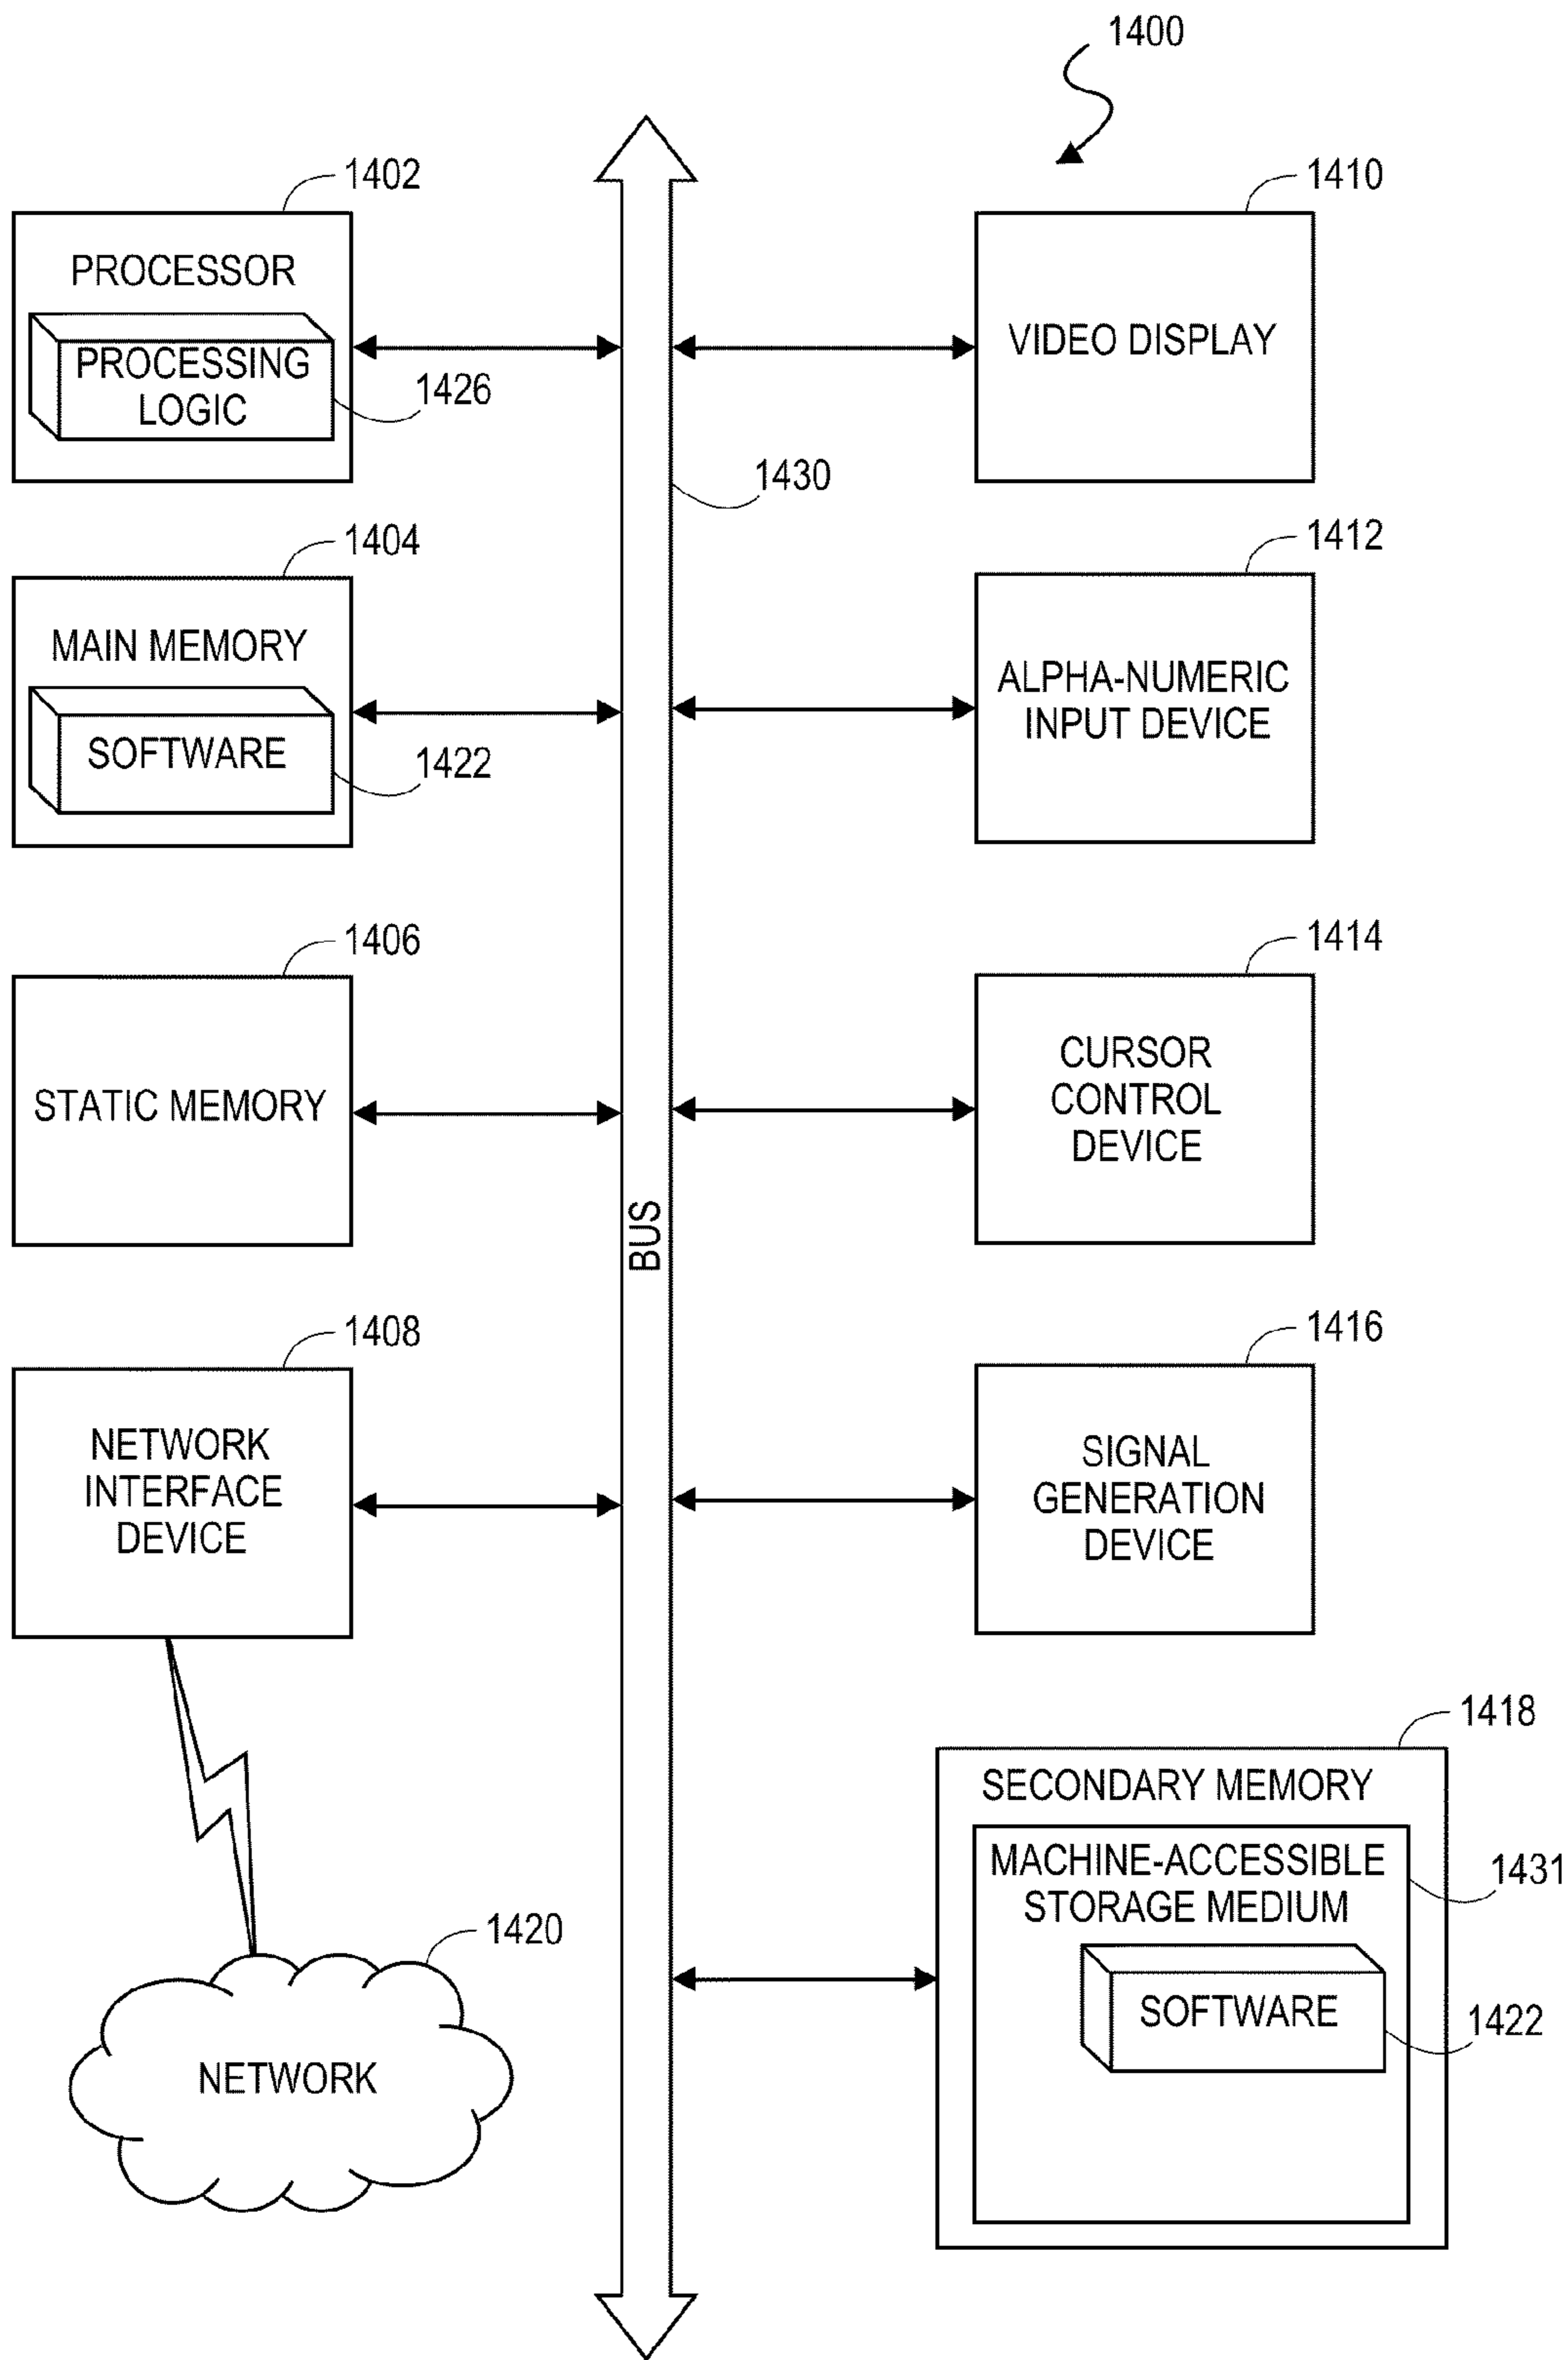 1400
1402
PROCESSOR
PROCESSING
LOGIC
1426
1404
MAIN MEMORY
SOFTWARE
1422
1406
STATIC MEMORY
1408
NETWORK
INTERFACE
DEVICE
1420
NETWORK
1430
BUS
1410
VIDEO DISPLAY
1412
ALPHA-NUMERIC
INPUT DEVICE
1414
CURSOR
CONTROL
DEVICE
1416
SIGNAL
GENERATION
DEVICE
1418
SECONDARY MEMORY
MACHINE-ACCESSIBLE
STORAGE MEDIUM
1431
SOFTWARE
1422